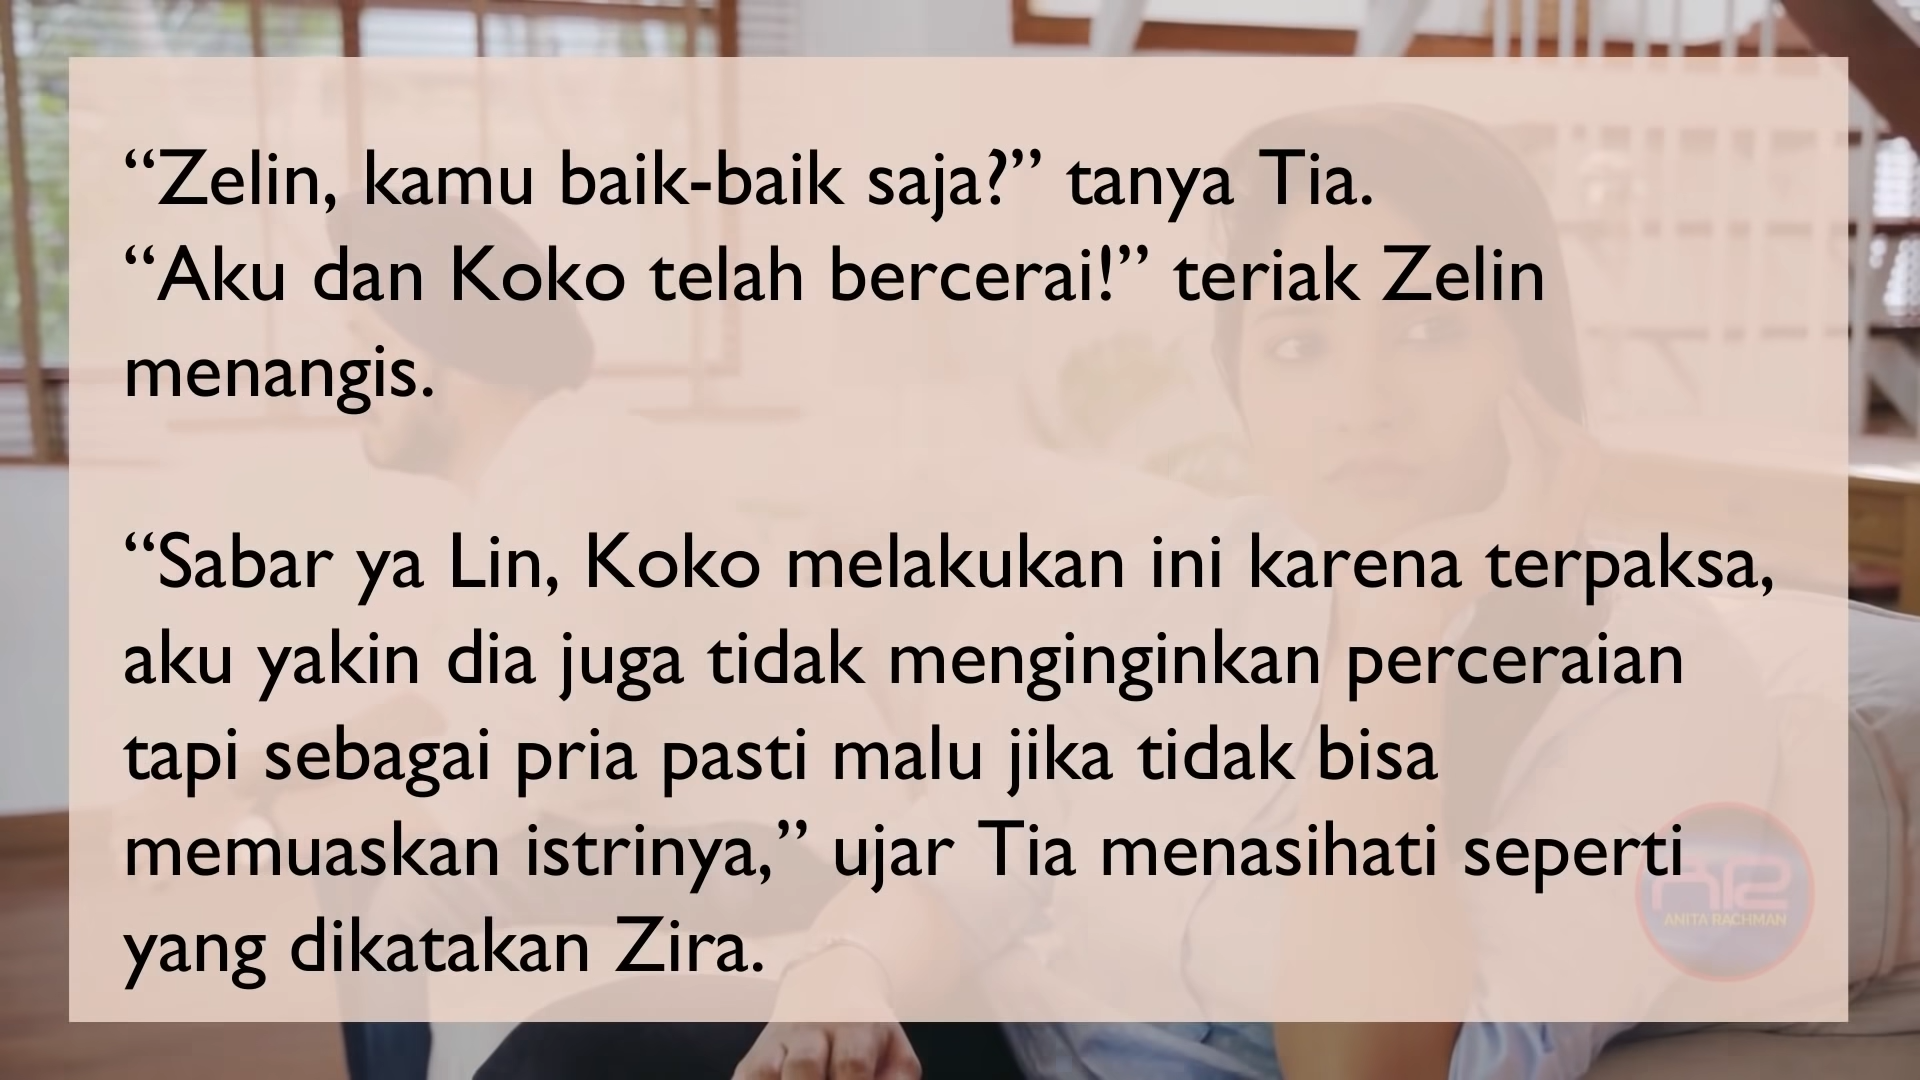 “Zelin, kamu baik-baik saja?” tanya Tia.
“Aku dan Koko telah bercerai!” teriak Zelin
menangis.
“Sabar ya Lin, Koko melakukan ini karena terpaksa,
aku yakin dia juga tidak menginginkan perceraian
tapi sebagai pria pasti malu jika tidak bisa
memuaskan istrinya,” ujar Tia menasihati seperti
yang dikatakan Zira.
AR
ANITA RACHMAN